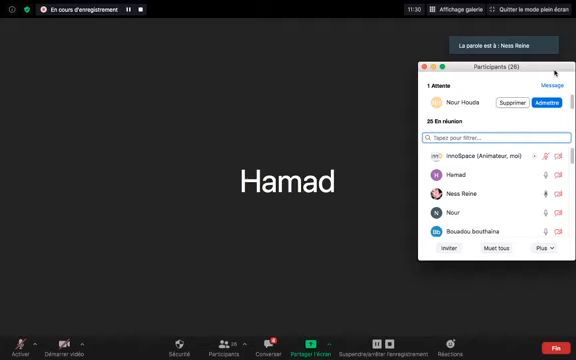 En cours d'enregistrement
11:30 Affichage galerie Quitter le mode plein écran
La parole est à : Ness Reine
Participants (26)
1 Attente Message
Nour Houda Supprimer Admettre
25 En réunion
Tapez pour filtrer...
InnoSpace (Animateur, moi)
H Hamad
Ness Reine
N Nour
Bb Bouadou bouthaina
Inviter Muet tous Plus
Hamad
Activer Démarrer vidéo Sécurité Participants 26 Converser Partager l'écran Suspendre/arrêter l'enregistrement Réactions Fin